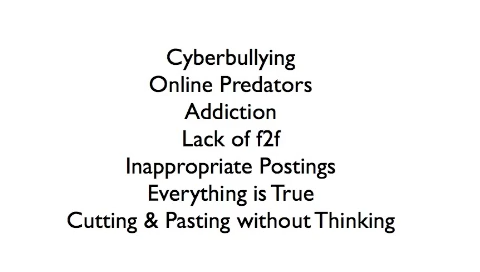 Cyberbullying
Online Predators
Addiction
Lack of f2f
Inappropriate Postings
Everything is True
Cutting & Pasting without Thinking